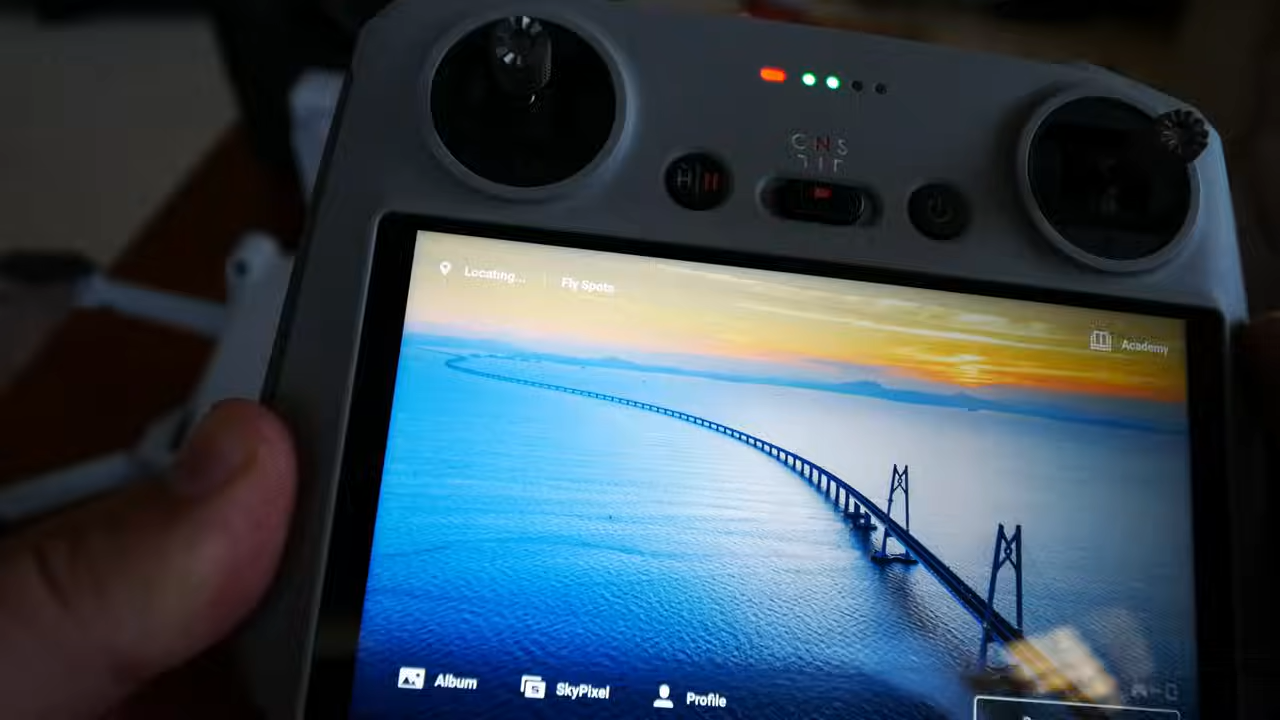 C N S
H
Locating...
Fly Spots
Academy
Album
SkyPixel
Profile